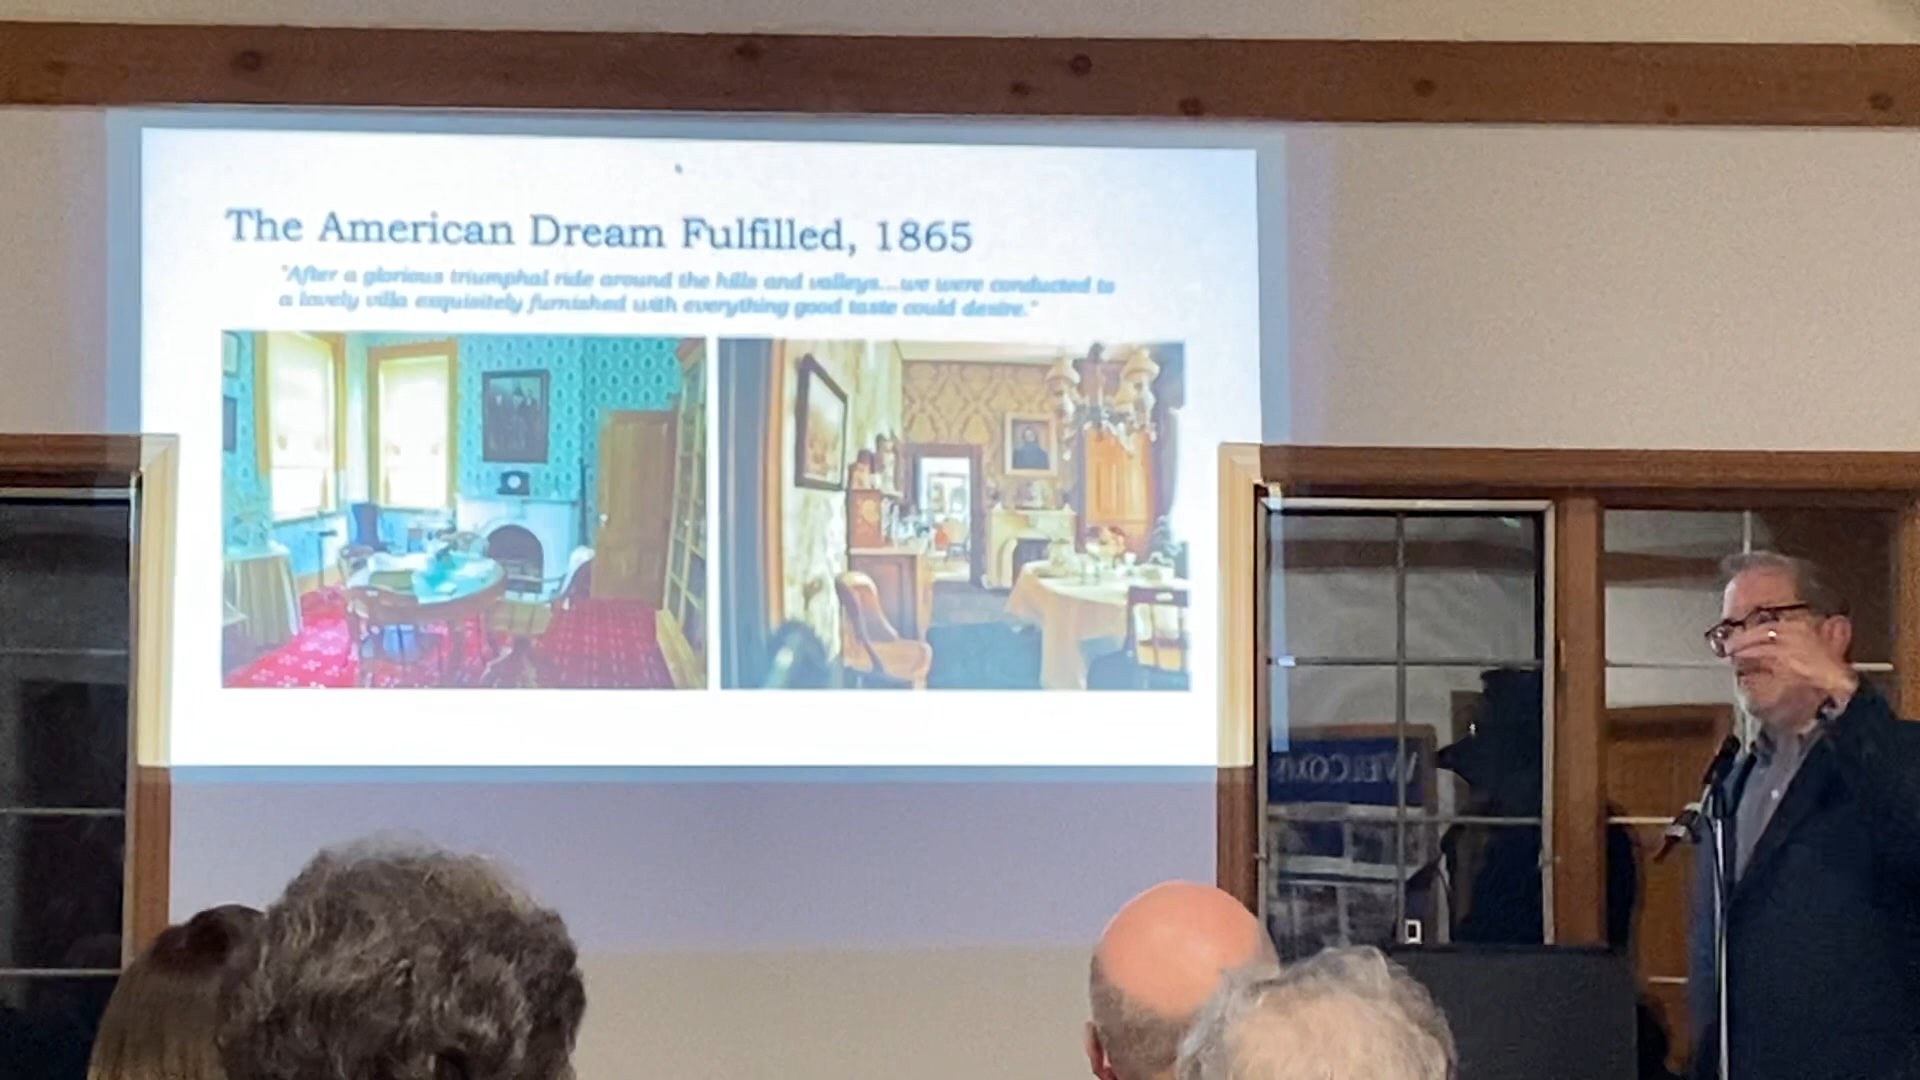 The American Dream Fulfilled, 1865
"After a glorious triumphal ride around the hills and valleys...we were conducted to
a lovely villa exquisitely furnished with everything good taste could desire."
WELCOME